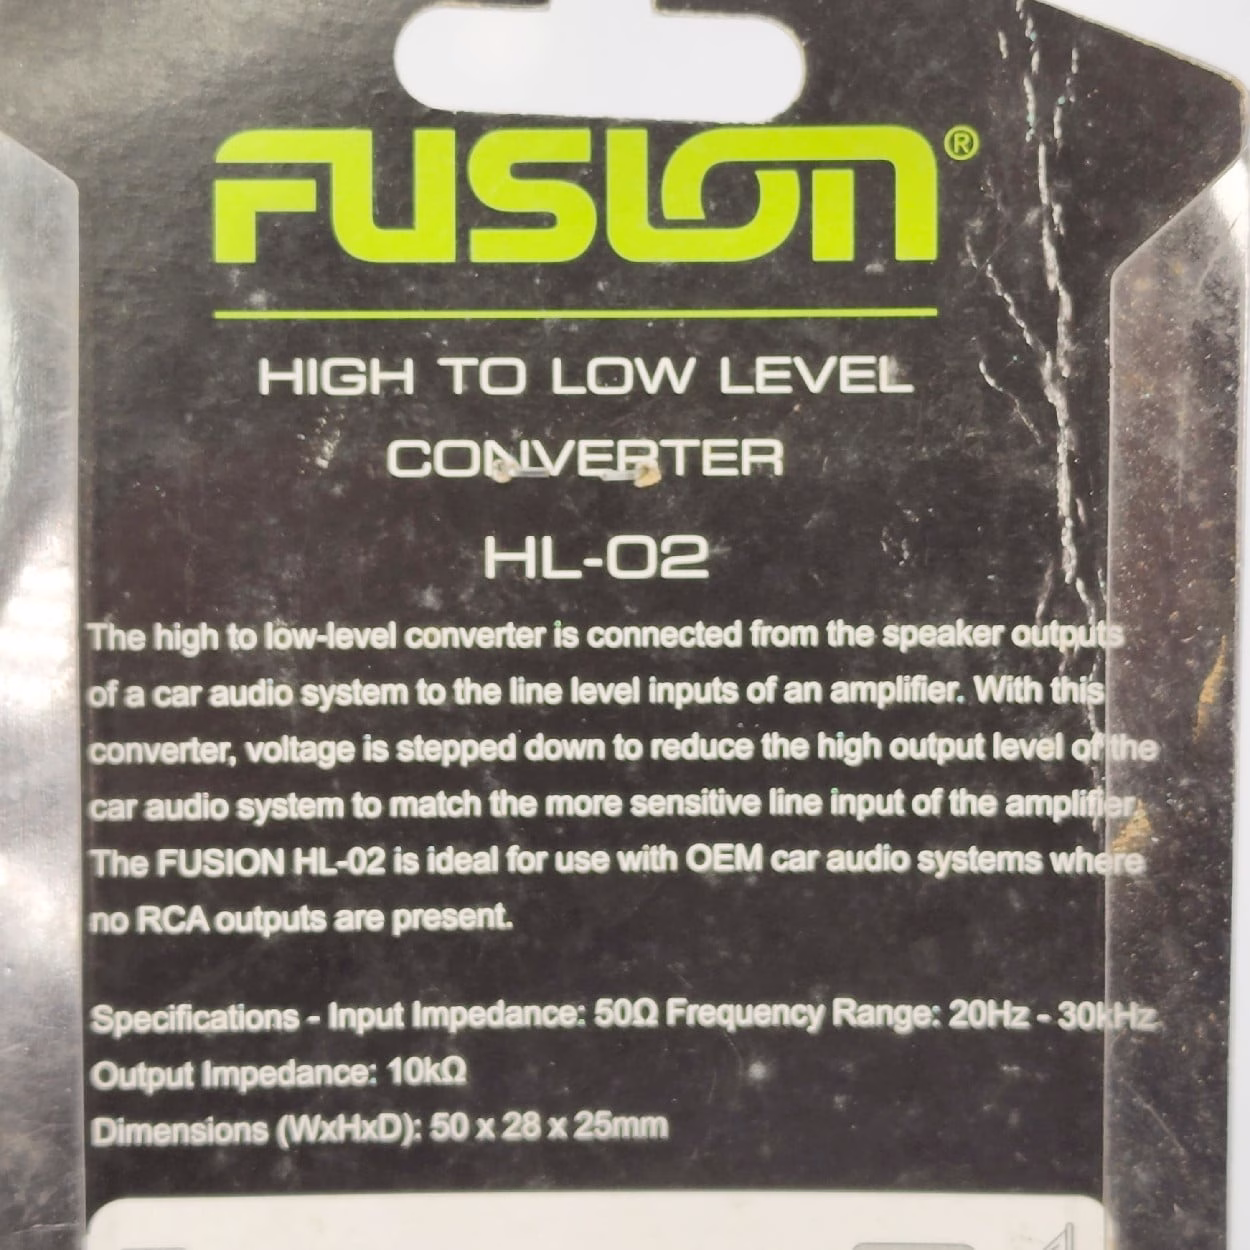 FUSION®
HIGH TO LOW LEVEL
CONVERTER
HL-02
The high to low-level converter is connected from the speaker outputs
of a car audio system to the line level inputs of an amplifier. With this
converter, voltage is stepped down to reduce the high output level of the
car audio system to match the more sensitive line input of the amplifier.
The FUSION HL-02 is ideal for use with OEM car audio systems where
no RCA outputs are present.
Specifications - Input Impedance: 50Ω Frequency Range: 20Hz - 30kHz
Output Impedance: 10kΩ
Dimensions (WxHxD): 50 x 28 x 25mm